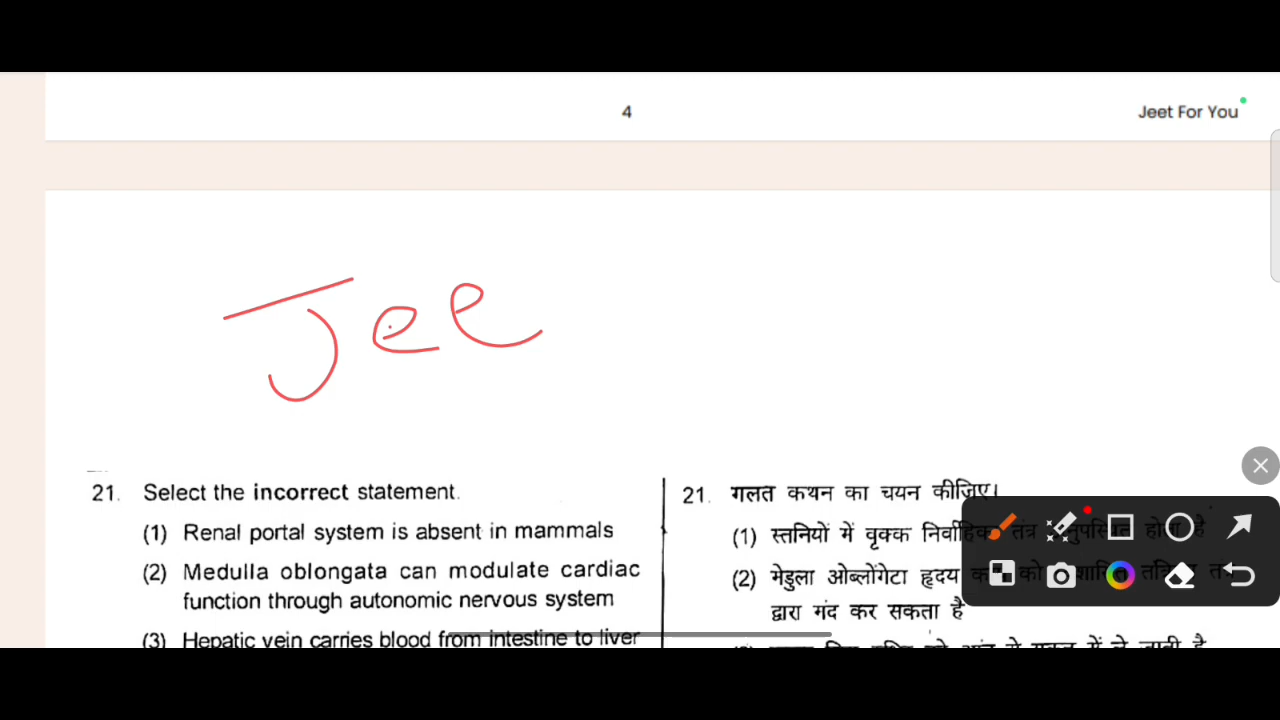 4
Jeet For You
Jee
21. Select the incorrect statement.
(1) Renal portal system is absent in mammals
(2) Medulla oblongata can modulate cardiac
function through autonomic nervous system
(3) Hepatic vein carries blood from intestine to liver
21. गलत कथन का चयन कीजिए।
(1) स्तनियों में वृक्क निर्वाहिका तंत्र अनुपस्थित होता है
(2) मेडुला ओब्लोंगेटा हृदय
द्वारा मंद कर सकता है